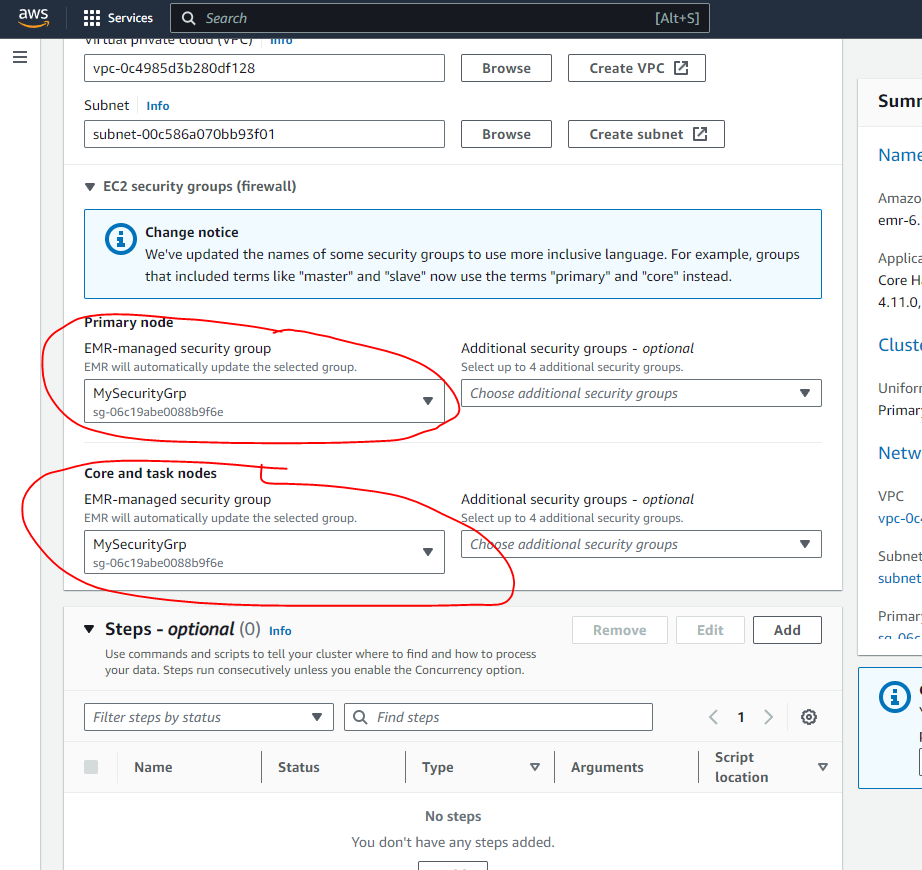 aws Services Search [Alt+S]
Virtual private cloud (VPC) Info
vpc-0c4985d3b280df128 Browse Create VPC
Subnet Info
subnet-00c586a070bb93f01 Browse Create subnet
EC2 security groups (firewall)
Change notice
We've updated the names of some security groups to use more inclusive language. For example, groups
that included terms like "master" and "slave" now use the terms "primary" and "core" instead.
Primary node
EMR-managed security group
EMR will automatically update the selected group.
MySecurityGrp
sg-06c19abe0088b9f6e
Additional security groups - optional
Select up to 4 additional security groups.
Choose additional security groups
Core and task nodes
EMR-managed security group
EMR will automatically update the selected group.
MySecurityGrp
sg-06c19abe0088b9f6e
Additional security groups - optional
Select up to 4 additional security groups.
Choose additional security groups
Steps - optional (0) Info
Remove Edit Add
Use commands and scripts to tell your cluster where to find and how to process
your data. Steps run consecutively unless you enable the Concurrency option.
Filter steps by status Find steps 1
Name Status Type Arguments Script
location
No steps
You don't have any steps added.
Summ
Name
Amazo
emr-6.
Applica
Core Ha
4.11.0,
Cluste
Uniform
Primary
Netw
VPC
vpc-0c4
Subnet
subnet
Primary
sg-06c